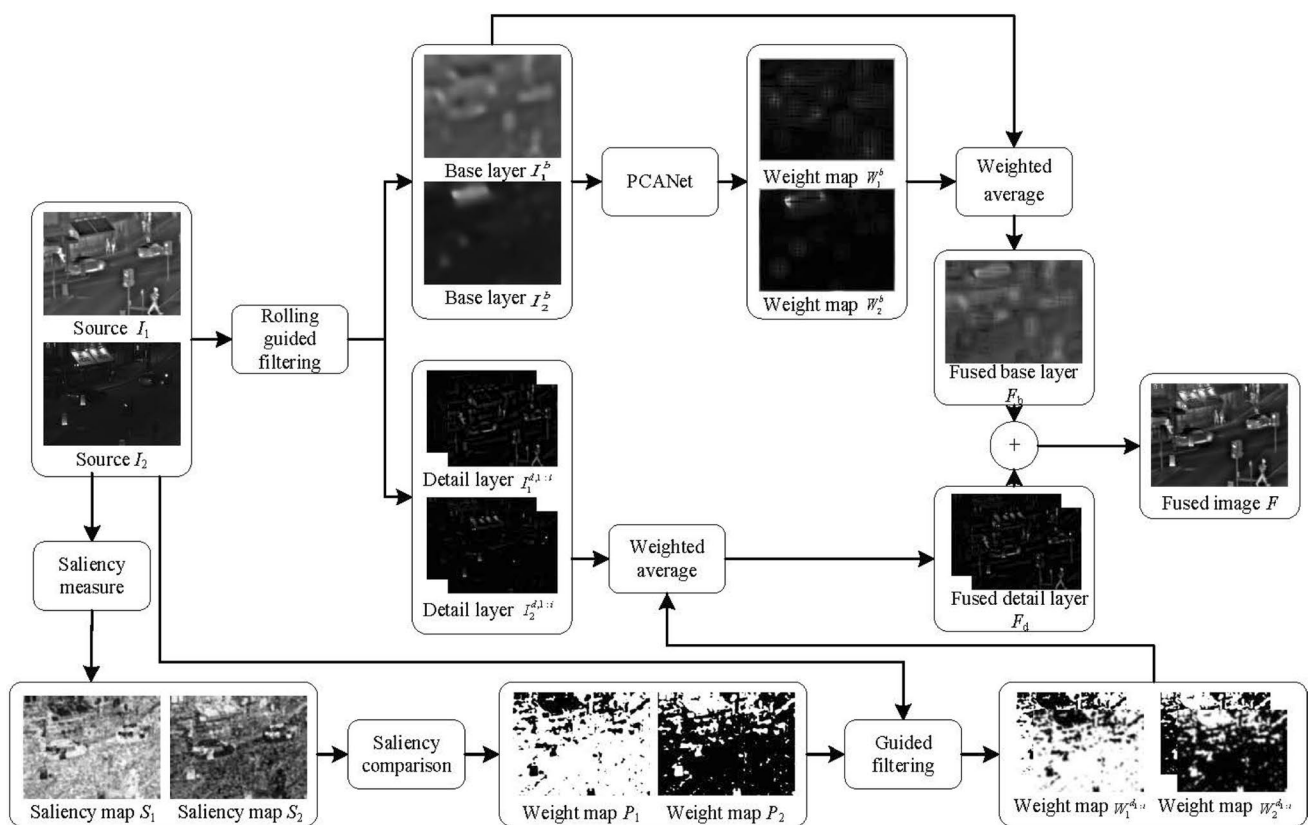 Base layer I₁ᵇ
Base layer I₂ᵇ
PCANet
Weight map W₁ᵇ
Weight map W₂ᵇ
Weighted
average
Source I₁
Source I₂
Rolling
guided
filtering
Fused base layer
F_b
+
Fused image F
Detail layer I₁^{d,1:i}
Detail layer I₂^{d,1:i}
Weighted
average
Fused detail layer
F_d
Saliency
measure
Saliency map S₁
Saliency map S₂
Saliency
comparison
Weight map P₁
Weight map P₂
Guided
filtering
Weight map W₁^{d,1:i}
Weight map W₂^{d,1:i}